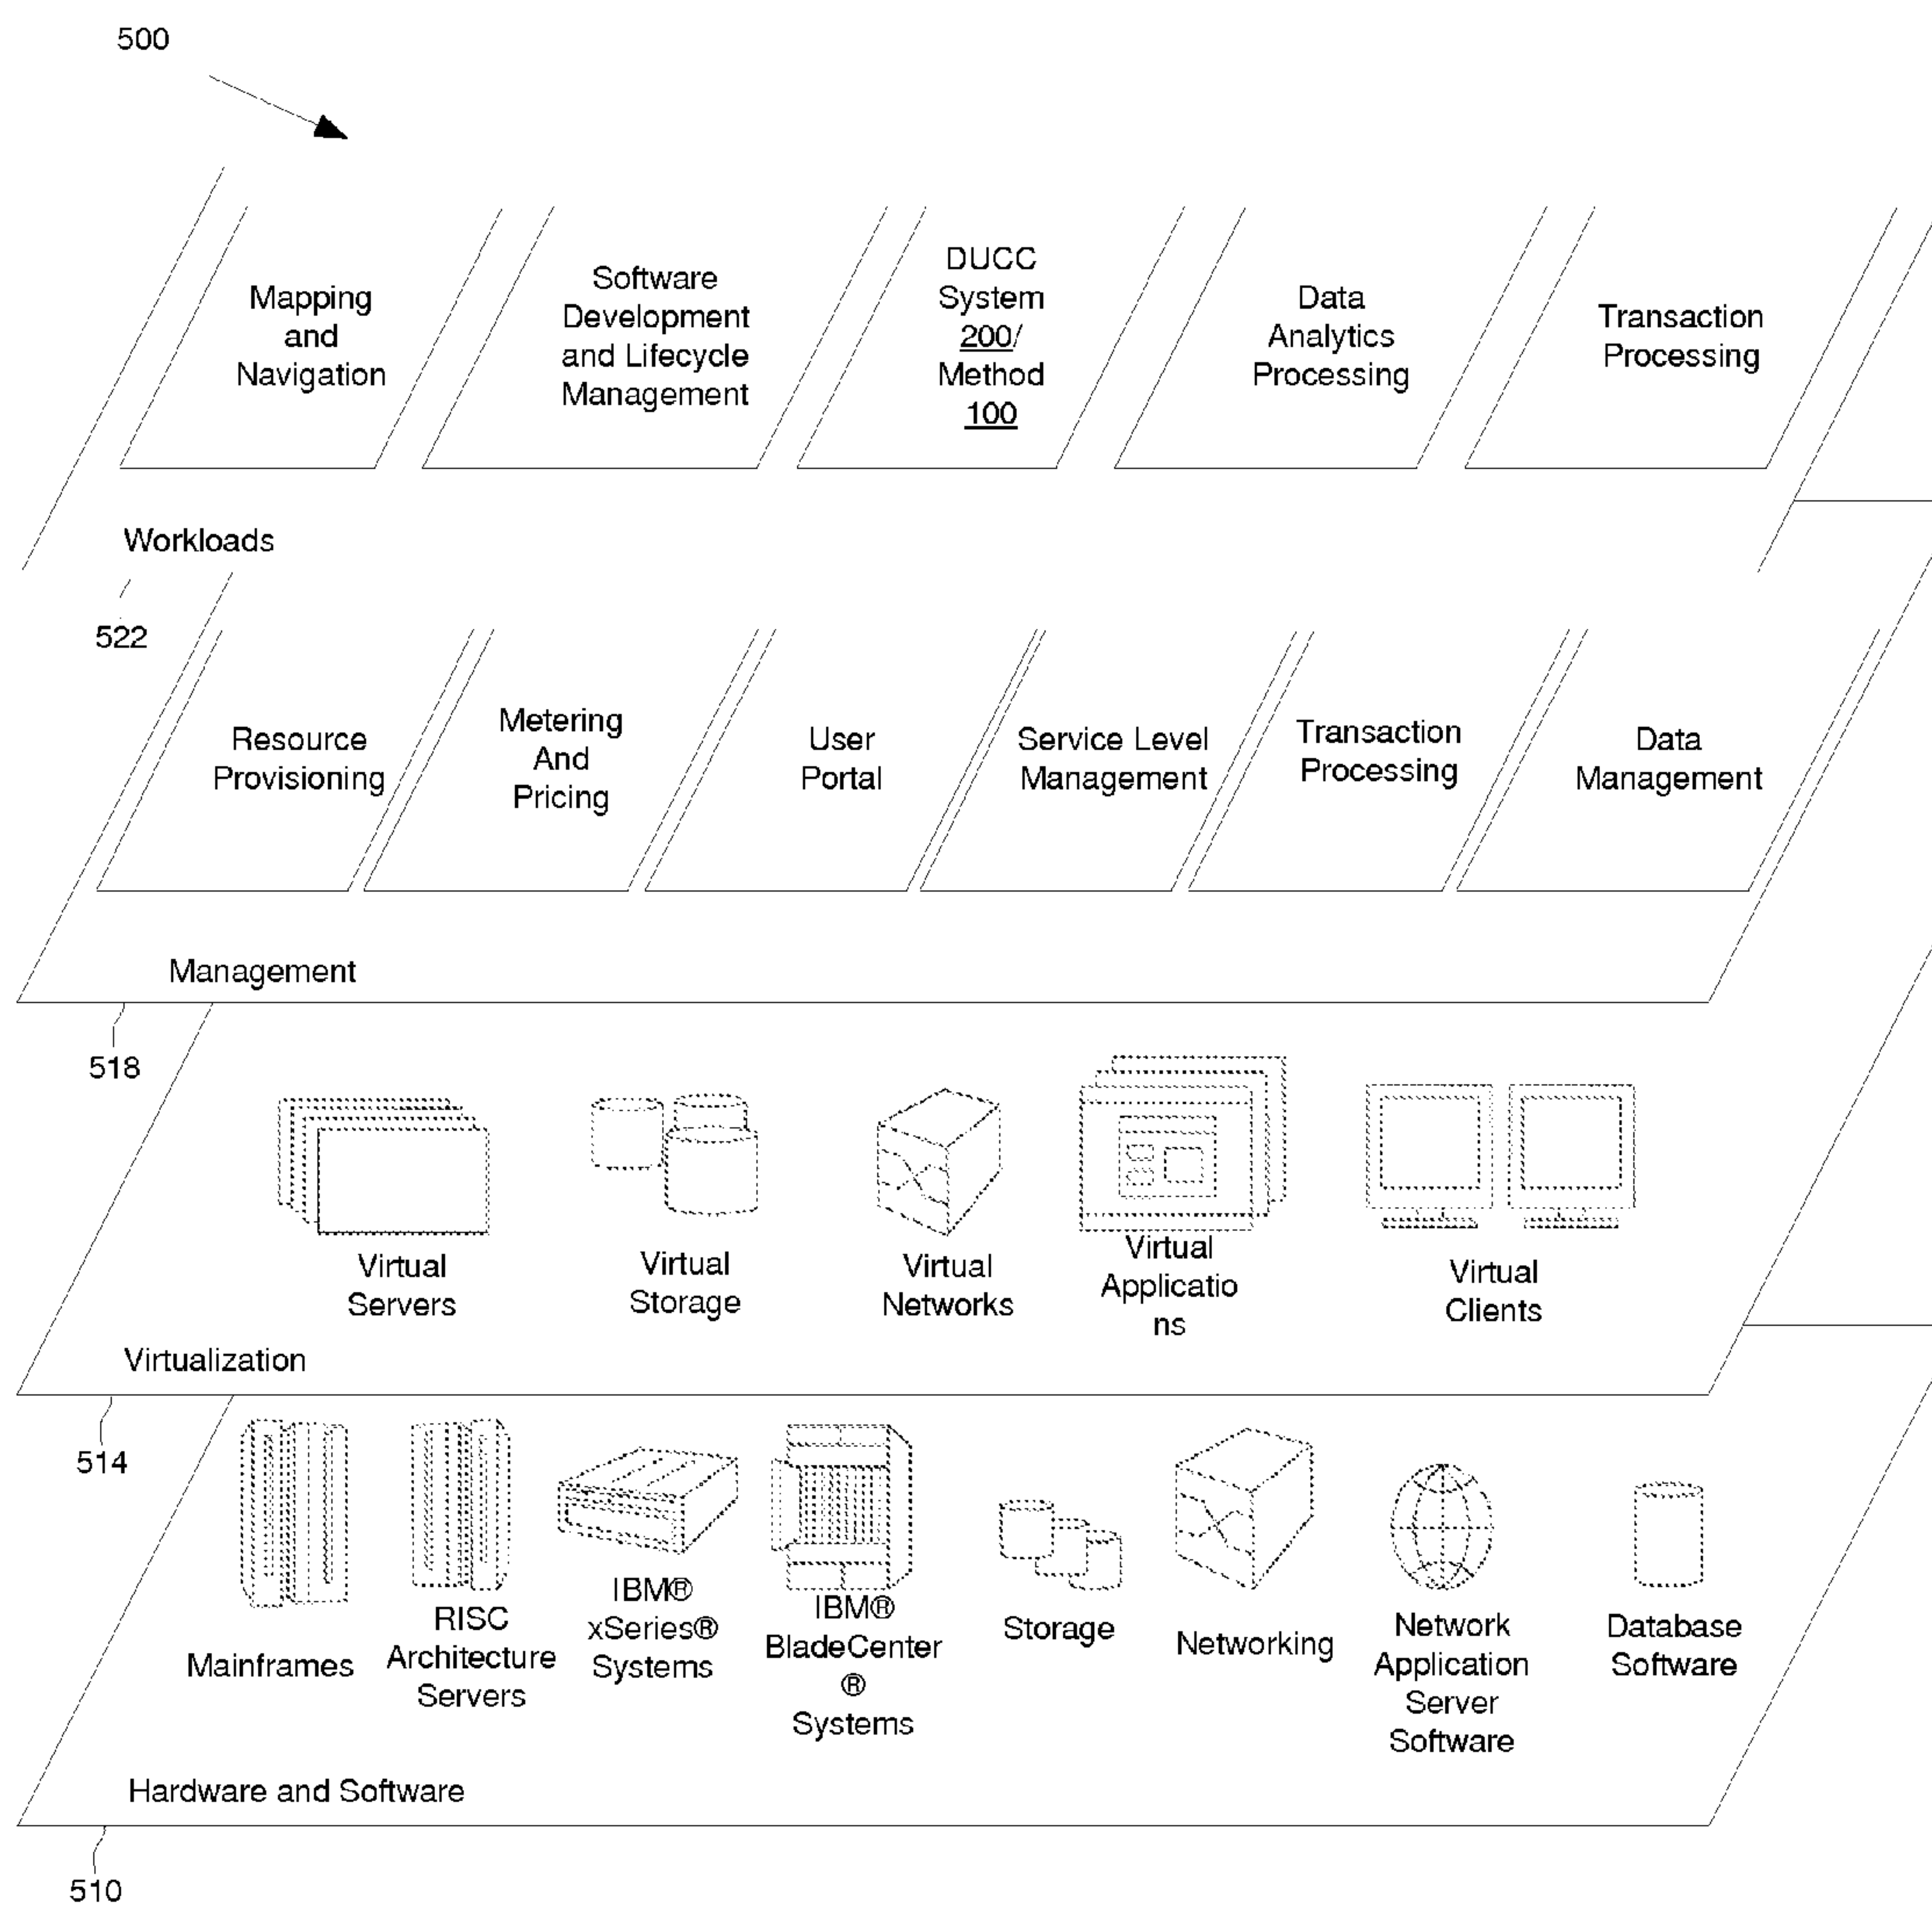 500
Mapping
and
Navigation
Software
Development
and Lifecycle
Management
DUCC
System
200/
Method
100
Data
Analytics
Processing
Transaction
Processing
Workloads
522
Resource
Provisioning
Metering
And
Pricing
User
Portal
Service Level
Management
Transaction
Processing
Data
Management
Management
518
Virtual
Servers
Virtual
Storage
Virtual
Networks
Virtual
Applicatio
ns
Virtual
Clients
Virtualization
514
Mainframes
RISC
Architecture
Servers
IBM®
xSeries®
Systems
IBM®
BladeCenter
®
Systems
Storage
Networking
Network
Application
Server
Software
Database
Software
Hardware and Software
510